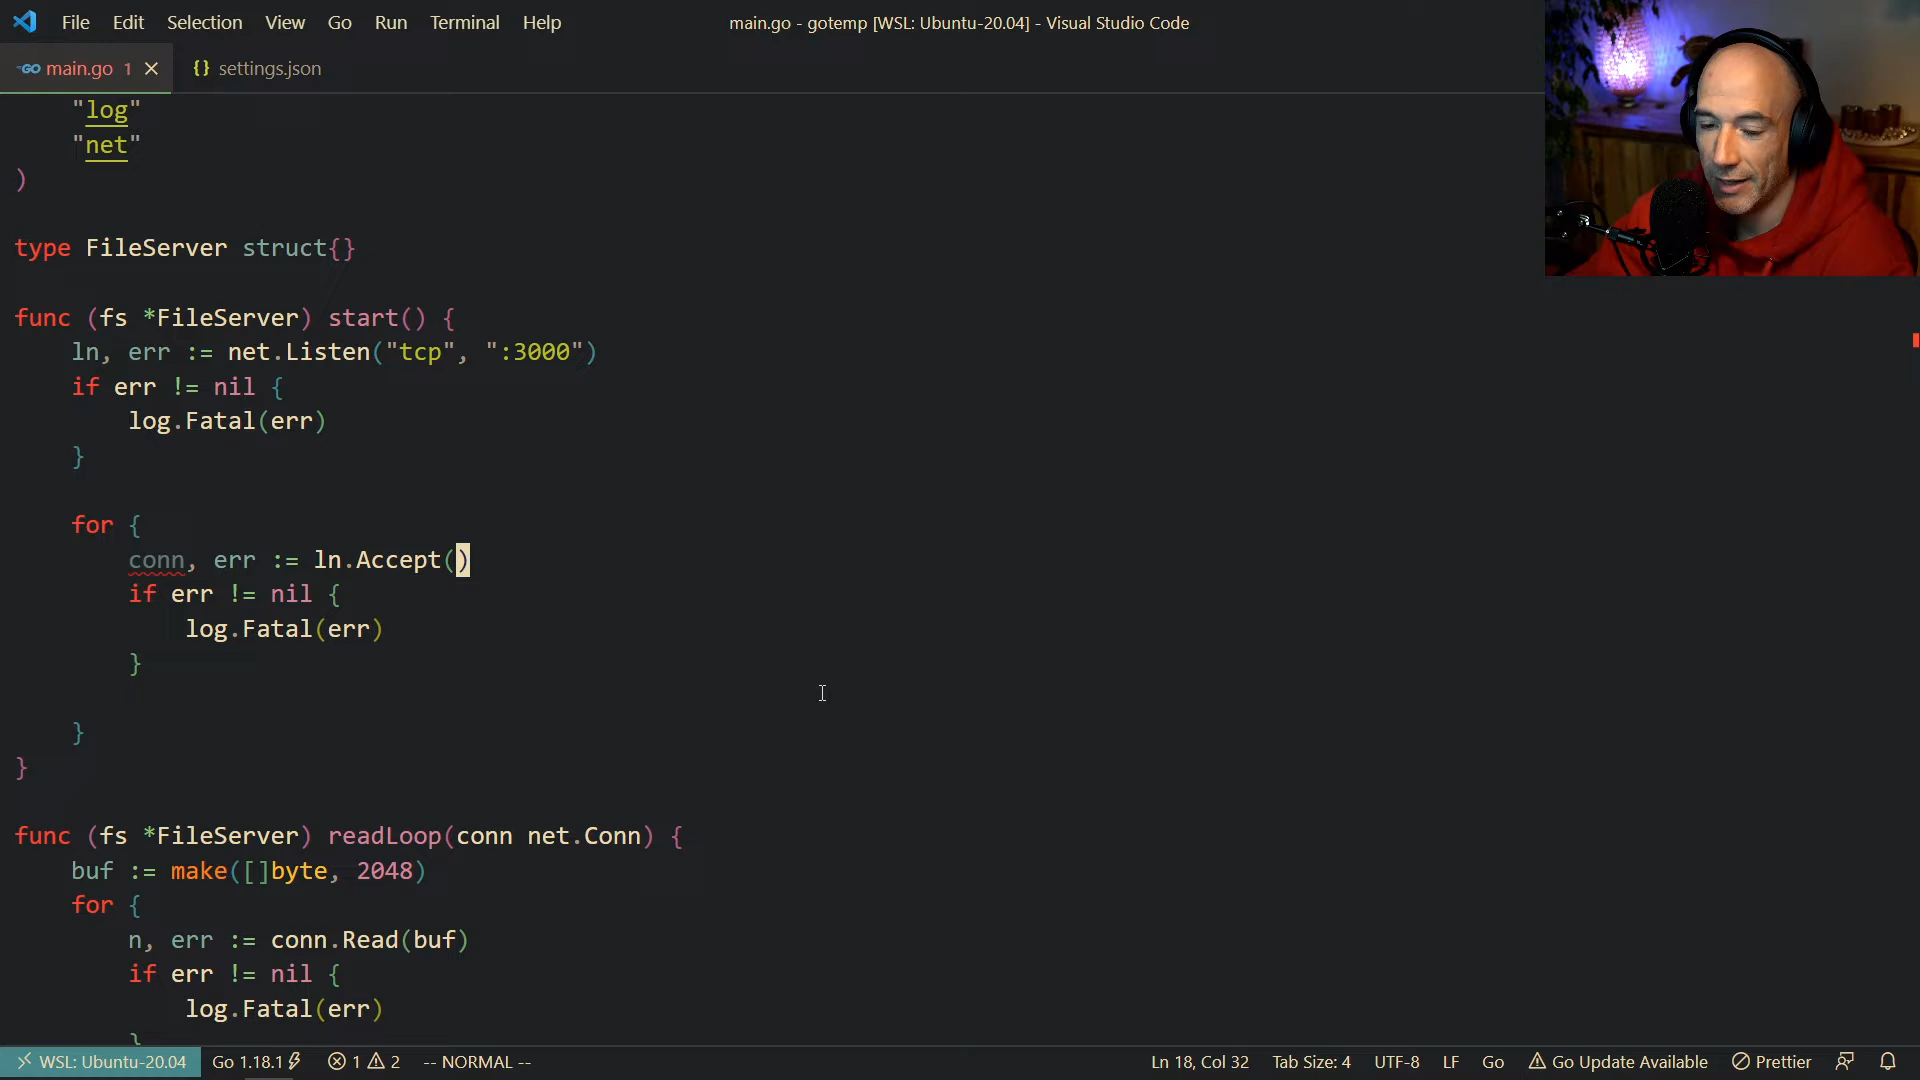 File Edit Selection View Go Run Terminal Help
main.go - gotemp [WSL: Ubuntu-20.04] - Visual Studio Code
GO main.go 1 {} settings.json
"log"
"net"
)
type FileServer struct{}
func (fs *FileServer) start() {
ln, err := net.Listen("tcp", ":3000")
if err != nil {
log.Fatal(err)
}
for {
conn, err := ln.Accept()
if err != nil {
log.Fatal(err)
}
}
}
func (fs *FileServer) readLoop(conn net.Conn) {
buf := make([]byte, 2048)
for {
n, err := conn.Read(buf)
if err != nil {
log.Fatal(err)
}
WSL: Ubuntu-20.04 Go 1.18.1 1 2 -- NORMAL -- Ln 18, Col 32 Tab Size: 4 UTF-8 LF Go Go Update Available Prettier